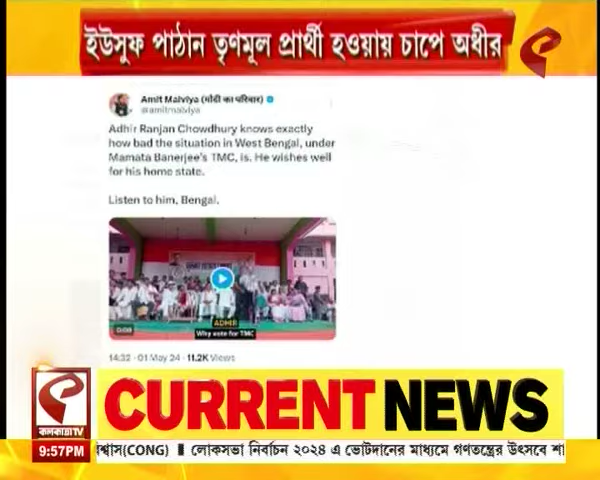 ইউসুফ পাঠান তৃণমূল প্রার্থী হওয়ায় চাপে অধীর
Amit Malviya (मोदी का परिवार)
@amitmalviya
Adhir Ranjan Chowdhury knows exactly
how bad the situation in West Bengal, under
Mamata Banerjee's TMC, is. He wishes well
for his home state.
Listen to him, Bengal.
ADHIR
Why vote for TMC
0:08
14:32 · 01 May 24 · 11.2K Views
কলকাতা TV
CURRENT NEWS
9:57PM
শ্বাস(CONG) ▮ লোকসভা নির্বাচন ২০২৪ এ ভোটদানের মাধ্যমে গণতন্ত্রের উৎসবে শা